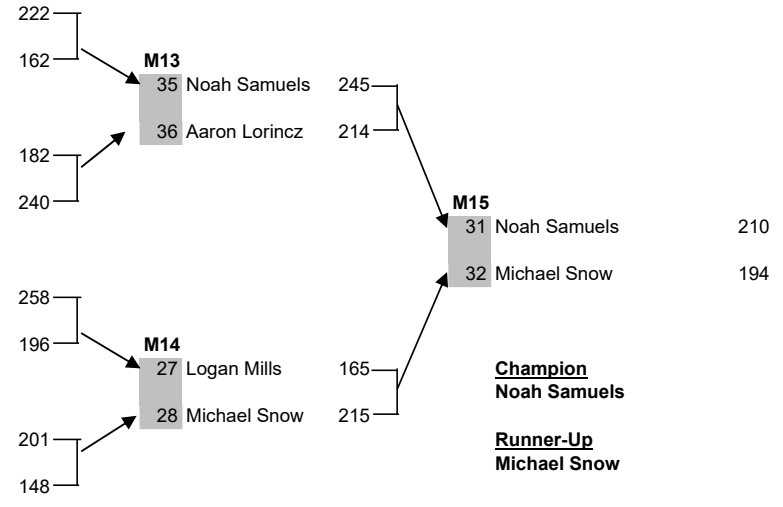 222
162
M13
35 Noah Samuels 245
36 Aaron Lorincz 214
182
240
M15
31 Noah Samuels 210
32 Michael Snow 194
258
196
M14
27 Logan Mills 165
28 Michael Snow 215
201
148
Champion
Noah Samuels
Runner-Up
Michael Snow